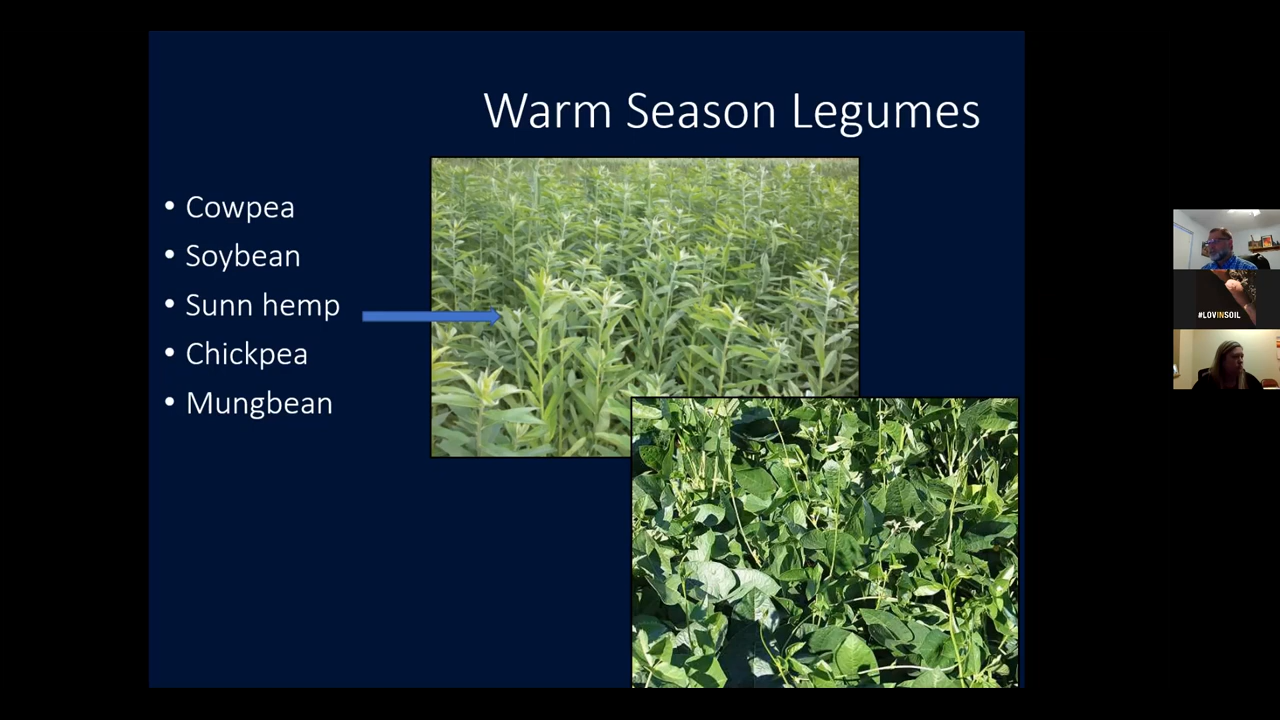 Warm Season Legumes
• Cowpea
• Soybean
• Sunn hemp
• Chickpea
• Mungbean
#LOVINSOIL